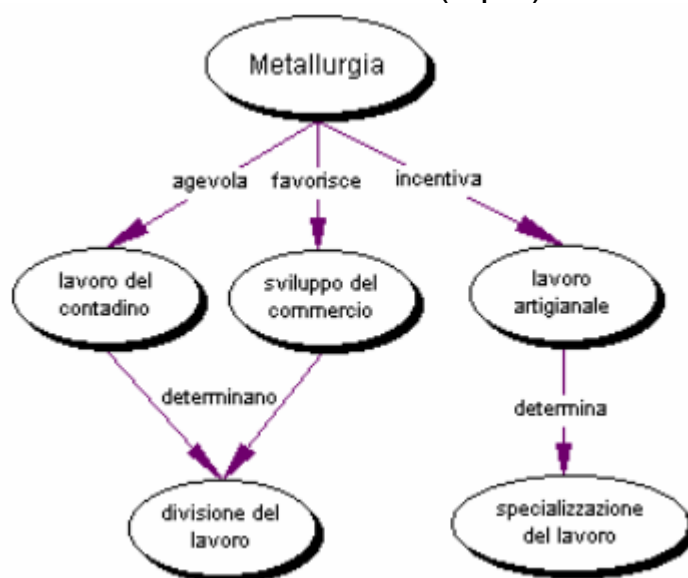 Metallurgia
agevola
favorisce
incentiva
lavoro del
contadino
sviluppo del
commercio
lavoro
artigianale
determinano
determina
divisione del
lavoro
specializzazione
del lavoro